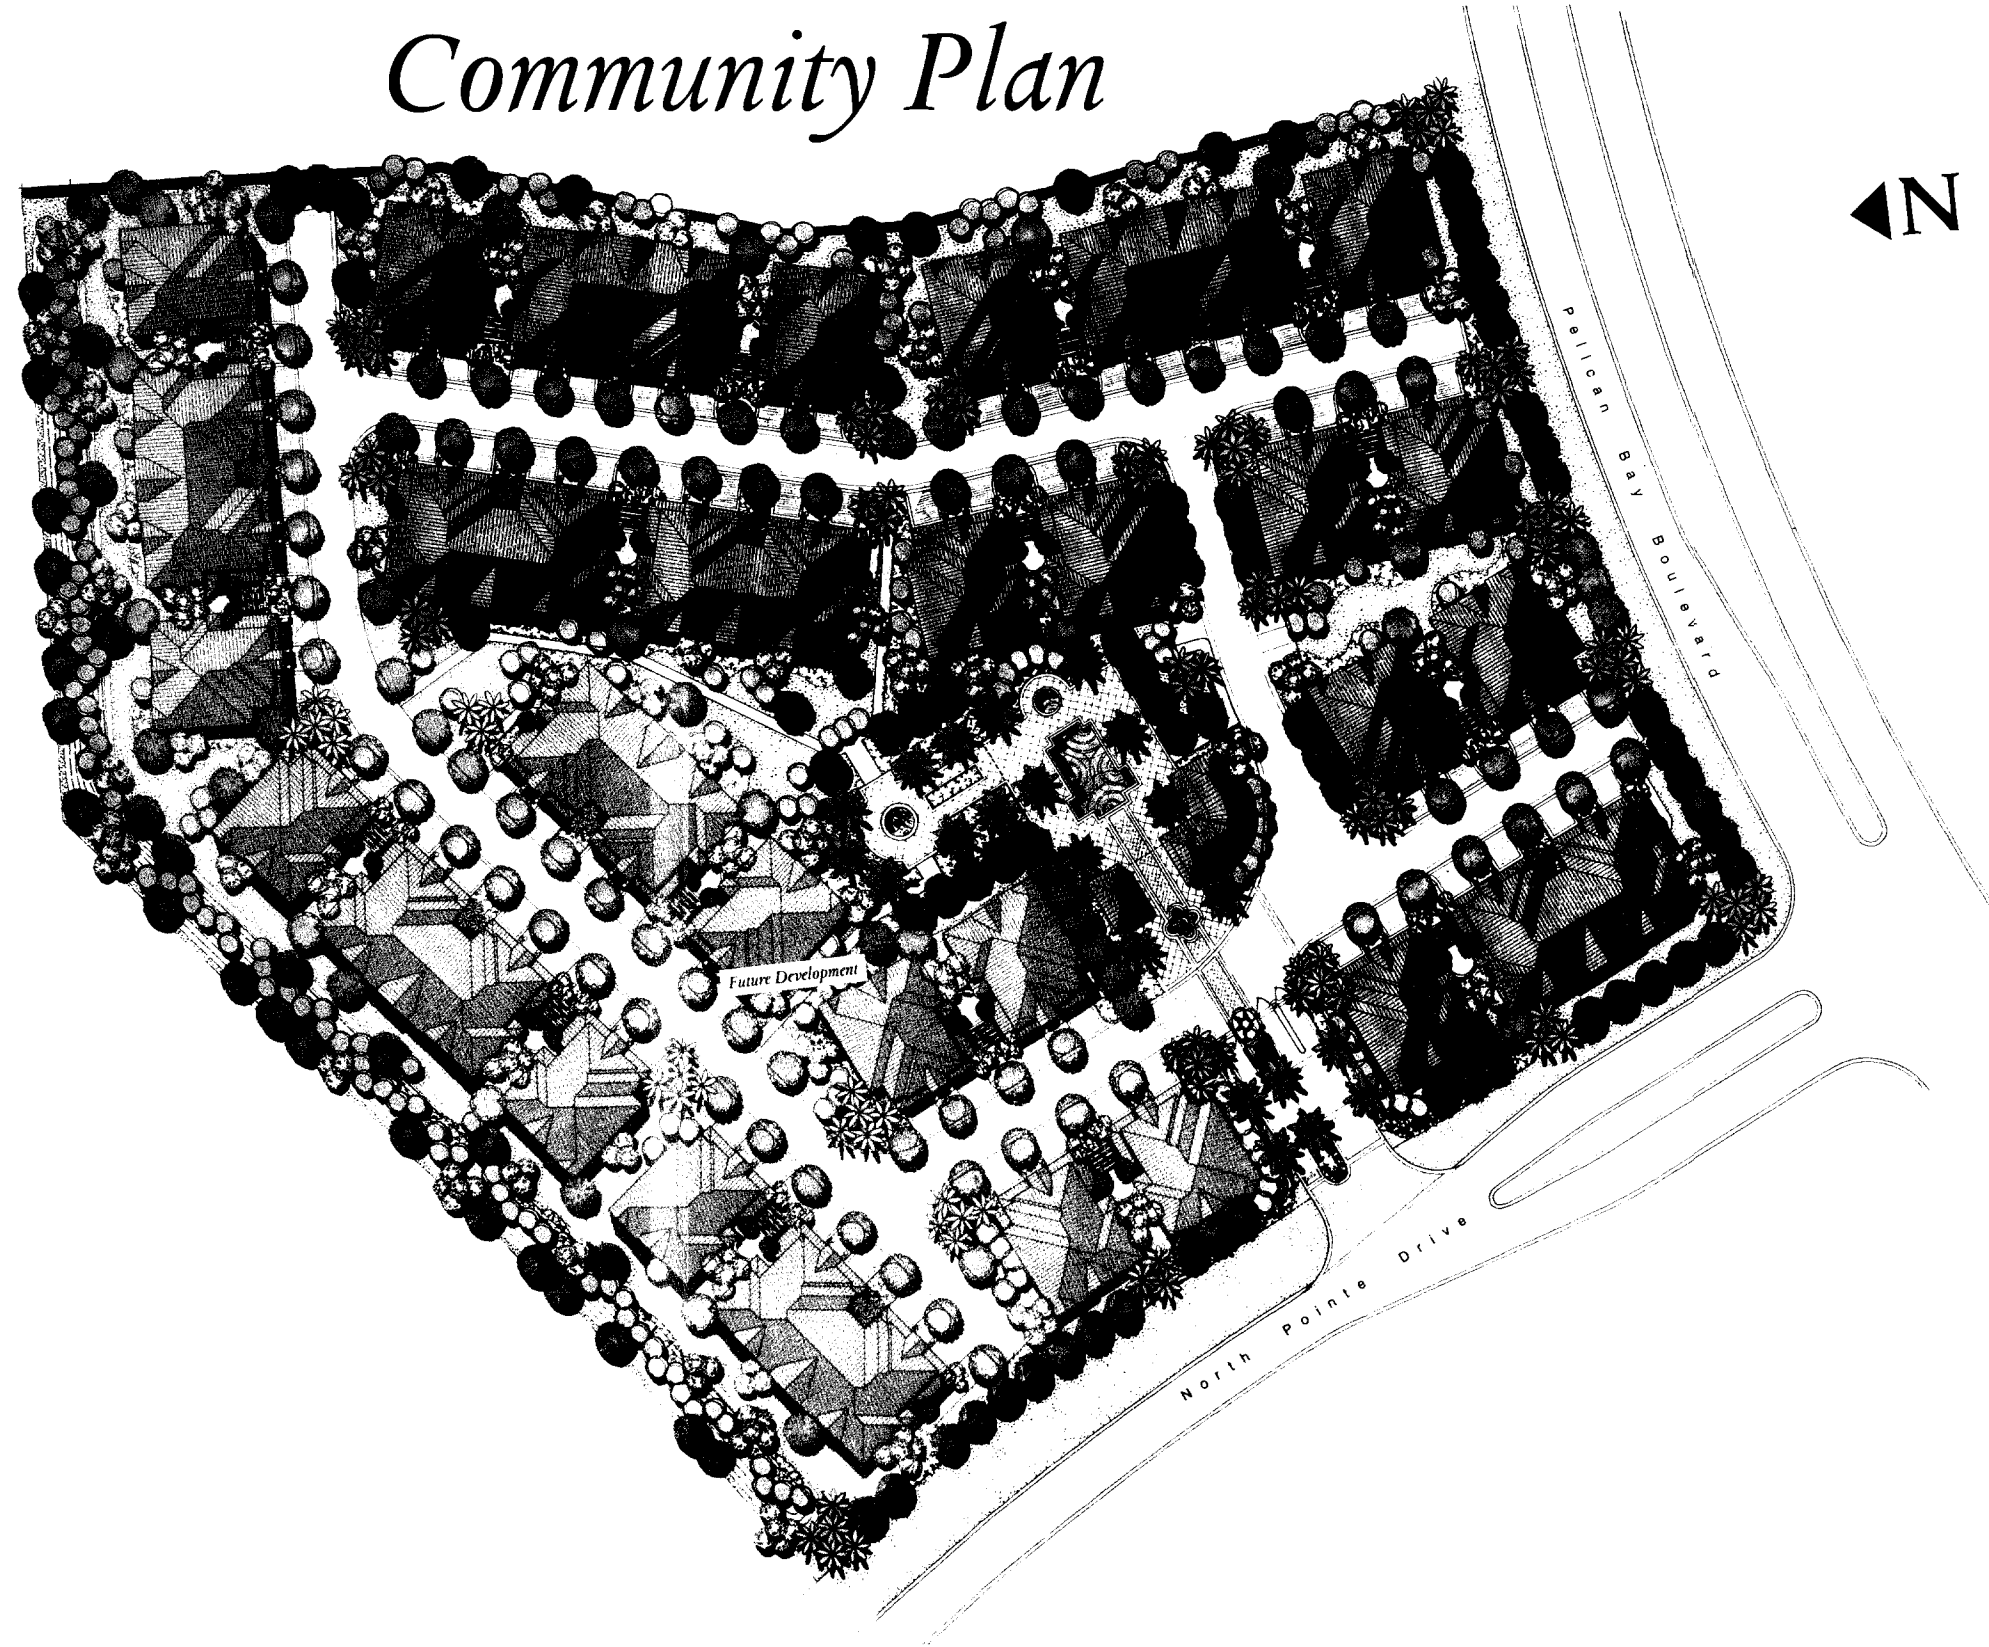 Community Plan
N
Pelican Bay Boulevard
Future Development
North Pointe Drive